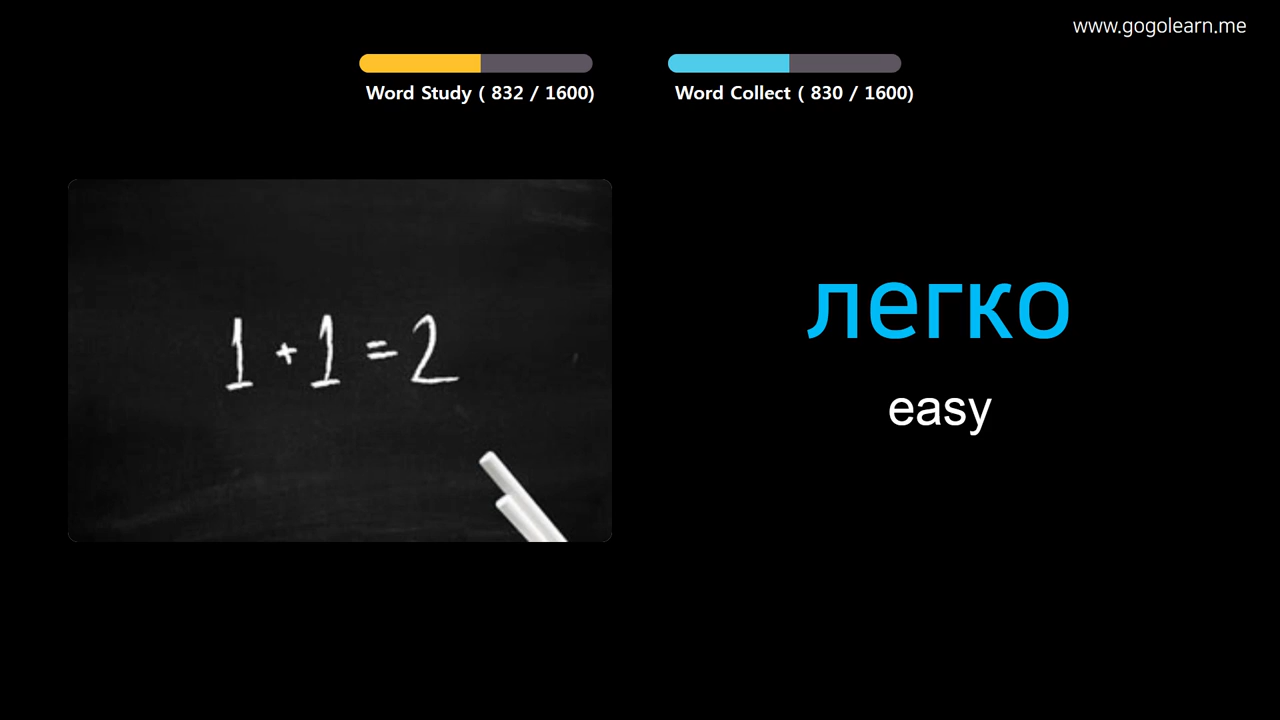 www.gogolearn.me
Word Study ( 832 / 1600)
Word Collect ( 830 / 1600)
1 + 1 = 2
легко
easy